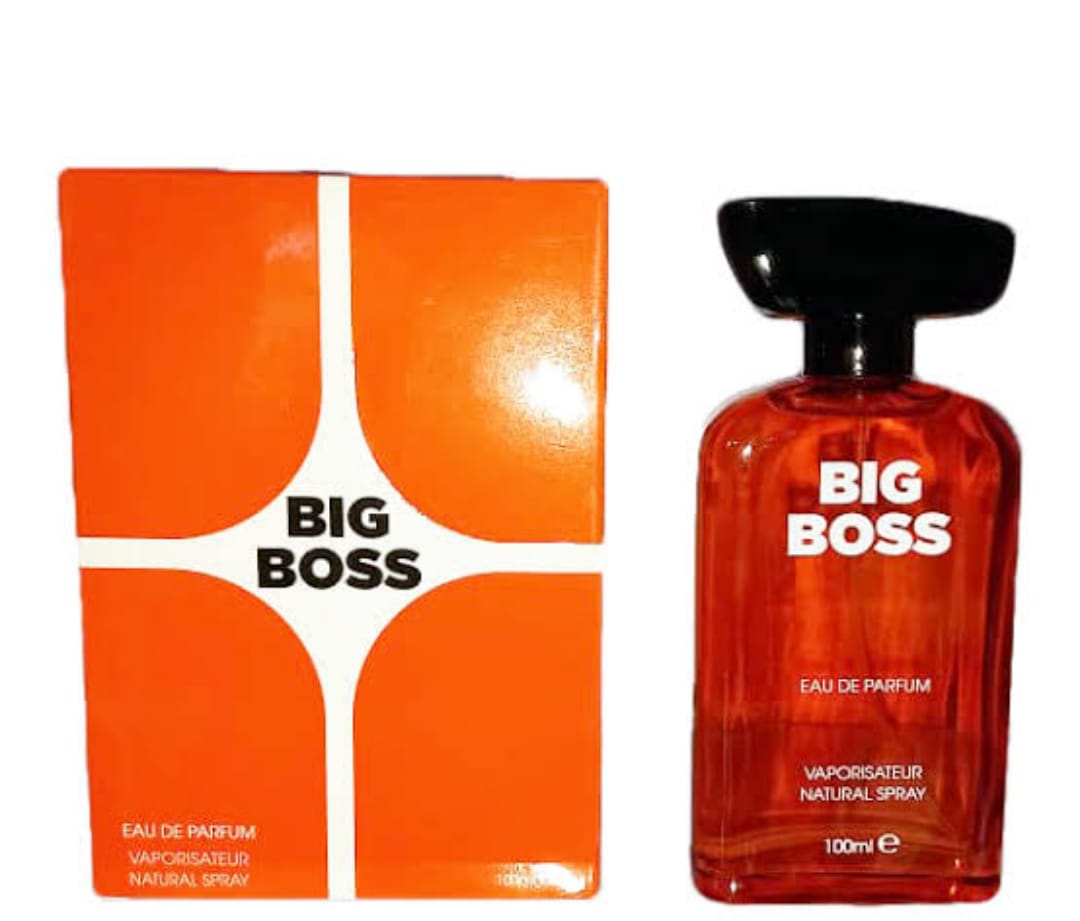 BIG
BOSS
EAU DE PARFUM
VAPORISATEUR
NATURAL SPRAY
BIG
BOSS
EAU DE PARFUM
VAPORISATEUR
NATURAL SPRAY
100ml e